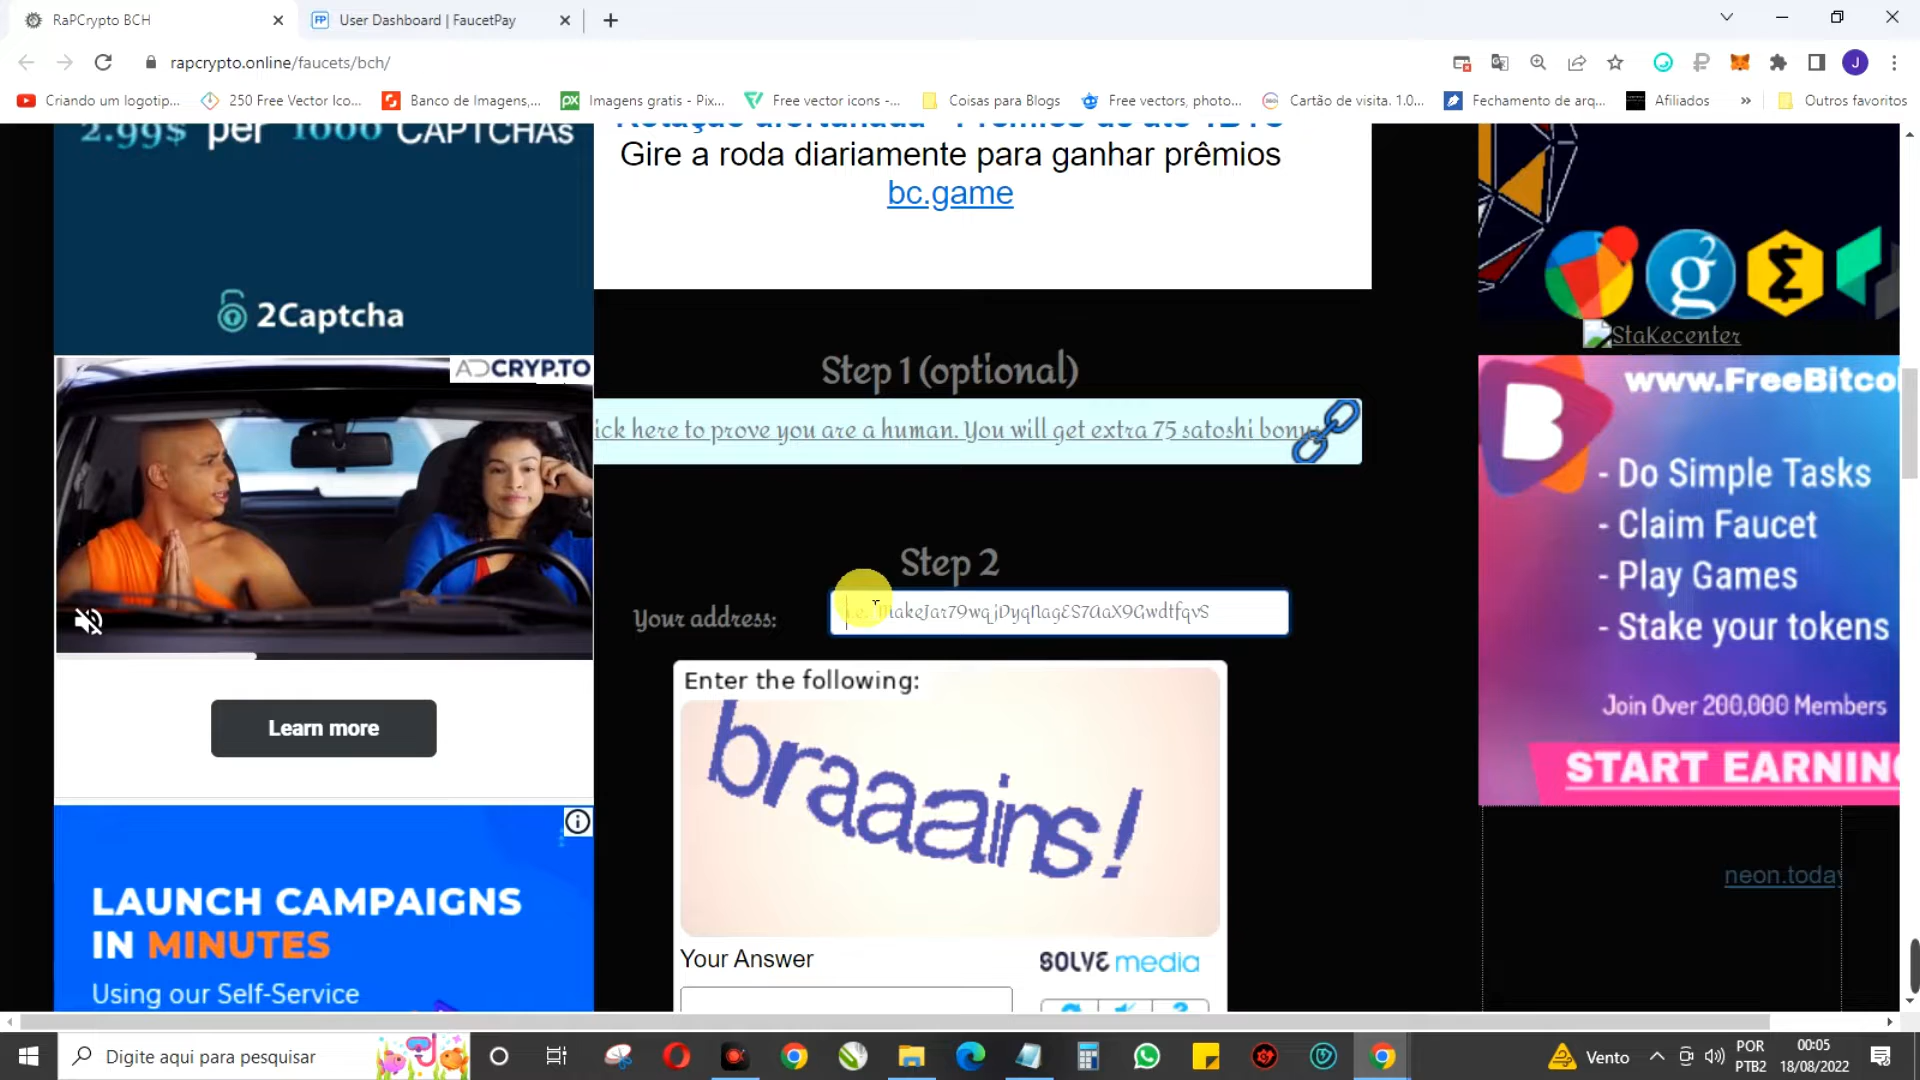 RaPCrypto BCH
User Dashboard | FaucetPay
rapcrypto.online/faucets/bch/
J
Criando um logotip...
250 Free Vector Ico...
Banco de Imagens,...
Imagens gratis - Pix...
Free vector icons -...
Coisas para Blogs
Free vectors, photo...
Cartão de visita. 1.0...
Fechamento de arq...
Afiliados
»
Outros favoritos
2.99$ per 1000 CAPTCHAs
2Captcha
Gire a roda diariamente para ganhar prêmios
bc.game
StaKecenter
Step 1 (optional)
ick here to prove you are a human. You will get extra 75 satoshi bonu
ADCRYP.TO
Learn more
Step 2
Your address:
MakeJar79wqjDyqNagES7AaX9GwdtfqvS
Enter the following:
braaains!
Your Answer
SOLVE media
www.FreeBitco
- Do Simple Tasks
- Claim Faucet
- Play Games
- Stake your tokens
Join Over 200,000 Members
START EARNING
neon.today
LAUNCH CAMPAIGNS
IN MINUTES
Using our Self-Service
Digite aqui para pesquisar
Vento
POR
PTB2
00:05
18/08/2022